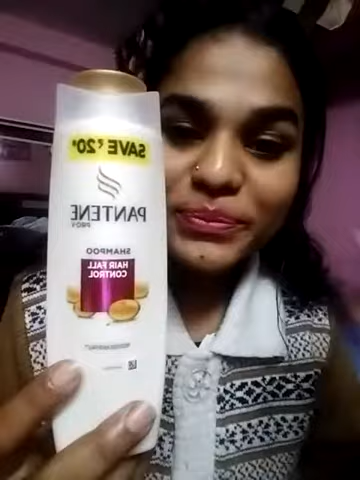 SAVE ₹20*
PANTENE
PRO-V
SHAMPOO
HAIR FALL
CONTROL